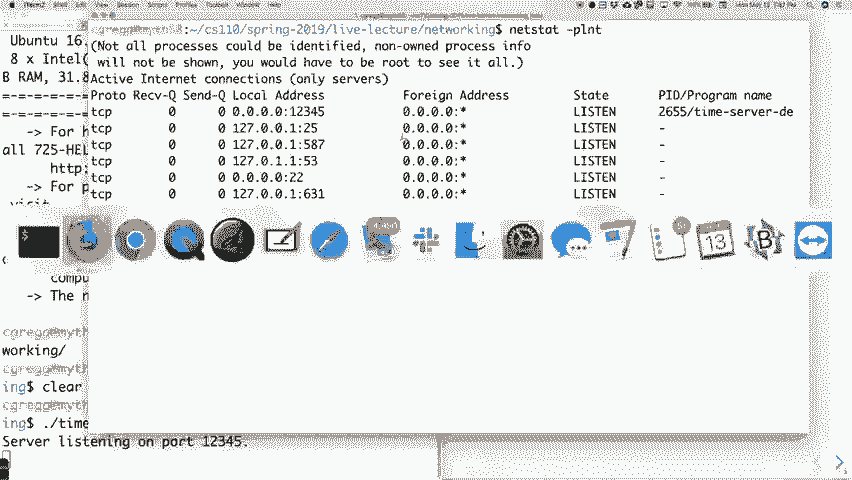 8:~/cs110/spring-2019/live-lecture/networking$ netstat -plnt
(Not all processes could be identified, non-owned process info
will not be shown, you would have to be root to see it all.)
Active Internet connections (only servers)
Proto Recv-Q Send-Q Local Address Foreign Address State PID/Program name
tcp 0 0 0.0.0.0:12345 0.0.0.0:* LISTEN 2655/time-server-de
tcp 0 0 127.0.0.1:25 0.0.0.0:* LISTEN -
tcp 0 0 127.0.0.1:587 0.0.0.0:* LISTEN -
tcp 0 0 127.0.1.1:53 0.0.0.0:* LISTEN -
tcp 0 0 0.0.0.0:22 0.0.0.0:* LISTEN -
tcp 0 0 127.0.0.1:631 0.0.0.0:* LISTEN -
Ubuntu 16
8 x Intel(
B RAM, 31.8
=-=-=-=-=-=
=-=-=-=-=-=
-> For h
all 725-HEL
http:
-> For p
visit
compu
-> The n
cgregg@myth
working/
ing$ clear
cgregg@myth
ing$ ./time
Server listening on port 12345.
$
13
B